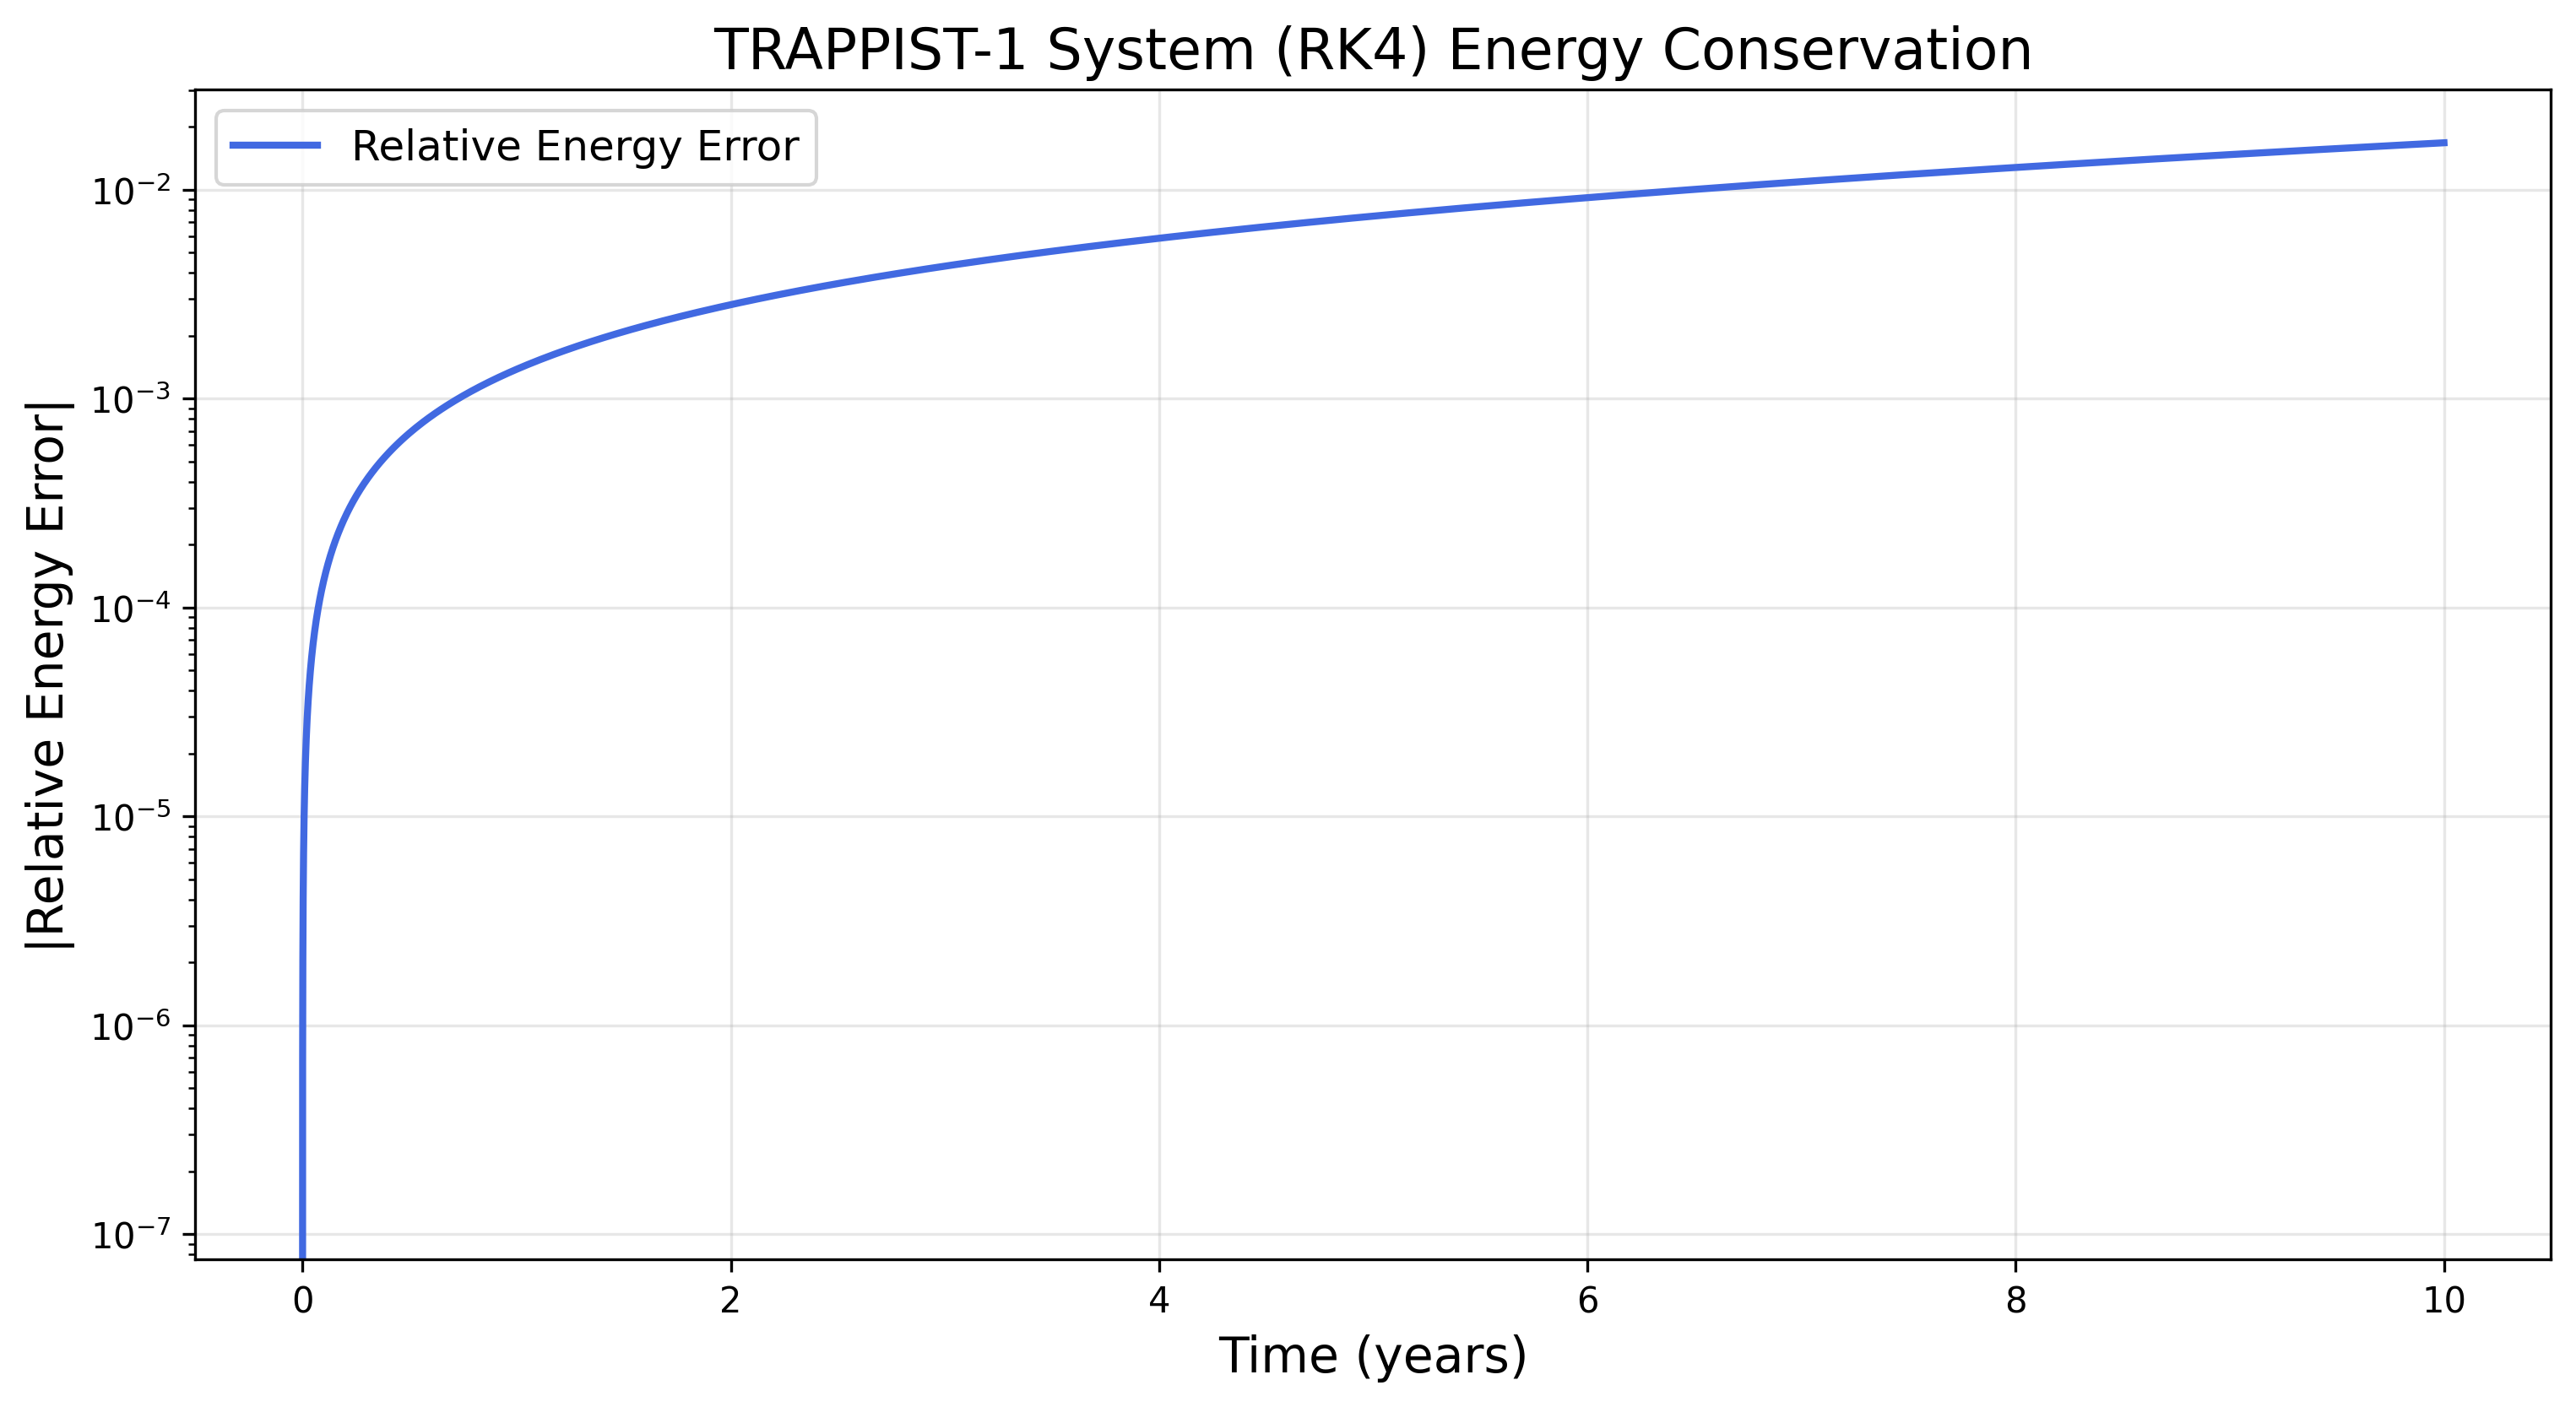 TRAPPIST-1 System (RK4) Energy Conservation
Relative Energy Error
|Relative Energy Error|
10⁻²
10⁻³
10⁻⁴
10⁻⁵
10⁻⁶
10⁻⁷
0 2 4 6 8 10
Time (years)